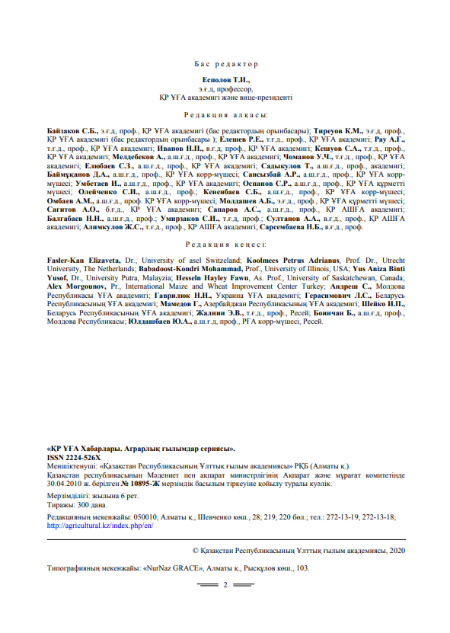 Бас редактор
Есполов Т.И.,
э.ғ.д, профессор,
ҚР ҰҒА академигі және вице-президенті
Редакция алқасы:
Байзаков С.Б., э.ғ.д, проф., ҚР ҰҒА академигі (бас редактордың орынбасары); Тиреуов К.М., э.ғ.д, проф.,
ҚР ҰҒА академигі (бас редактордың орынбасары ); Елешев Р.Е., т.ғ.д., проф., ҚР ҰҒА академигі; Рау А.Г.,
т.ғ.д., проф., ҚР ҰҒА академигі; Иванов Н.П., в.ғ.д, проф., ҚР ҰҒА академигі; Кешуов С.А., т.ғ.д., проф.,
ҚР ҰҒА академигі; Мелдебеков А., а.ш.ғ.д., проф., ҚР ҰҒА академигі; Чоманов У.Ч., т.ғ.д., проф., ҚР ҰҒА
академигі; Елюбаев С.З., а.ш.ғ.д., проф., ҚР ҰҒА академигі; Садыкулов Т., а.ш.ғ.д., проф., академигі;
Баймұқанов Д.А., а.ш.ғ.д., проф., ҚР ҰҒА корр-мүшесі; Сансызбай А.Р., а.ш.ғ.д., проф., ҚР ҰҒА корр-
мүшесі; Умбетаев И., а.ш.ғ.д., проф., ҚР ҰҒА академигі; Оспанов С.Р., а.ш.ғ.д., проф., ҚР ҰҒА құрметті
мүшесі; Олейченко С.И., а.ш.ғ.д., проф.; Кененбаев С.Б., а.ш.ғ.д., проф., ҚР ҰҒА корр-мүшесі;
Омбаев А.М., а.ш.ғ.д, проф. ҚР ҰҒА корр-мүшесі; Молдашев А.Б., э.ғ.д, проф., ҚР ҰҒА құрметті мүшесі;
Сагитов А.О., б.ғ.д., ҚР ҰҒА академигі; Сапаров А.С., а.ш.ғ.д., проф., ҚР АШҒА академигі;
Балгабаев Н.Н., а.ш.ғ.д., проф.; Умирзаков С.И., т.ғ.д, проф.; Султанов А.А., в.ғ.д, проф., ҚР АШҒА
академигі; Алимкулов Ж.С., т.ғ.д., проф., ҚР АШҒА академигі; Сарсембаева Н.Б., в.ғ.д, проф.
Редакция кеңесі:
Fasler-Kan Elizaveta, Dr., University of asel Switzeland; Koolmees Petrus Adrianus, Prof. Dr., Utrecht
University, The Netherlands; Babadoost-Kondri Mohammad, Prof., University of Illinois, USA; Yus Aniza Binti
Yusof, Dr., University Putra, Malayzia; Hesseln Hayley Fawn, As. Prof., University of Saskatchewan, Canada;
Alex Morgounov, Pr., International Maize and Wheat Improvement Center Turkey; Андреш С., Молдова
Республикасы ҰҒА академигі; Гаврилюк Н.Н., Украина ҰҒА академигі; Герасимович Л.С., Беларусь
Республикасының ҰҒА академигі; Мамедов Г., Азербайжан Республикасының ҰҒА академигі; Шейко И.П.,
Беларусь Республикасының ҰҒА академигі; Жалнин Э.В., т.ғ.д., проф., Ресей; Боинчан Б., а.ш.ғ.д, проф.,
Молдова Республикасы; Юлдашбаев Ю.А., а.ш.ғ.д, проф., РҒА корр-мүшесі, Ресей.
«ҚР ҰҒА Хабарлары. Аграрлық ғылымдар сериясы».
ISSN 2224-526X
Меншіктенуші: «Қазақстан Республикасының Ұлттық ғылым академиясы» РҚБ (Алматы қ.).
Қазақстан республикасының Мәдениет пен ақпарат министрлігінің Ақпарат және мұрағат комитетінде
30.04.2010 ж. берілген № 10895-Ж мерзімдік басылым тіркеуіне қойылу туралы куәлік.
Мерзімділігі: жылына 6 рет.
Тиражы: 300 дана.
Редакцияның мекенжайы: 050010, Алматы қ., Шевченко көш., 28; 219, 220 бөл.; тел.: 272-13-19, 272-13-18;
http://agricultural.kz/index.php/en/
© Қазақстан Республикасының Ұлттық ғылым академиясы, 2020
Типографияның мекенжайы: «NurNaz GRACE», Алматы қ., Рысқұлов көш., 103.
2